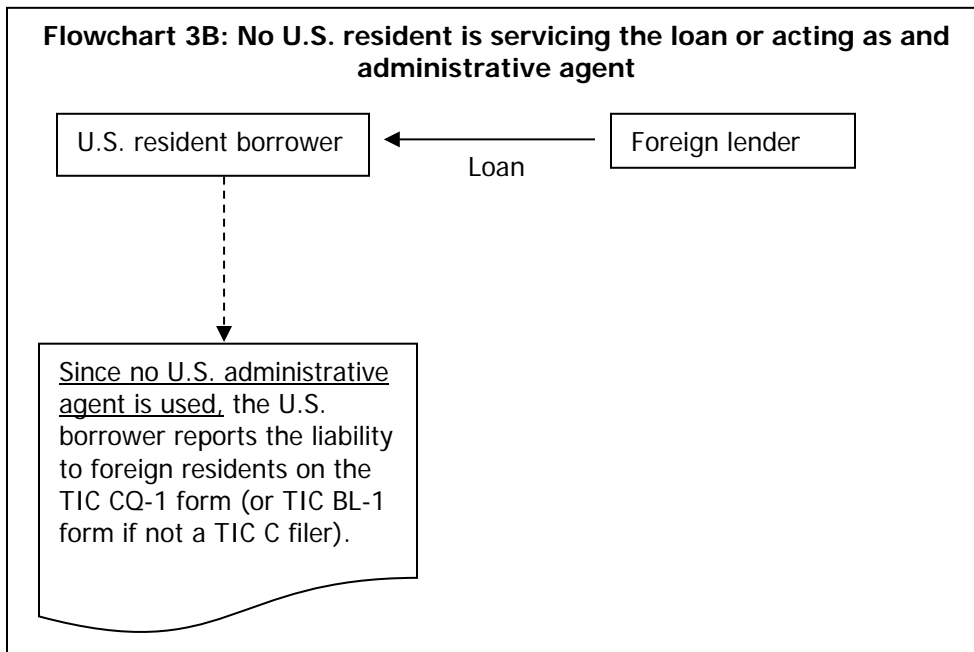 Flowchart 3B: No U.S. resident is servicing the loan or acting as and
administrative agent
U.S. resident borrower
Foreign lender
Loan
Since no U.S. administrative
agent is used, the U.S.
borrower reports the liability
to foreign residents on the
TIC CQ-1 form (or TIC BL-1
form if not a TIC C filer).